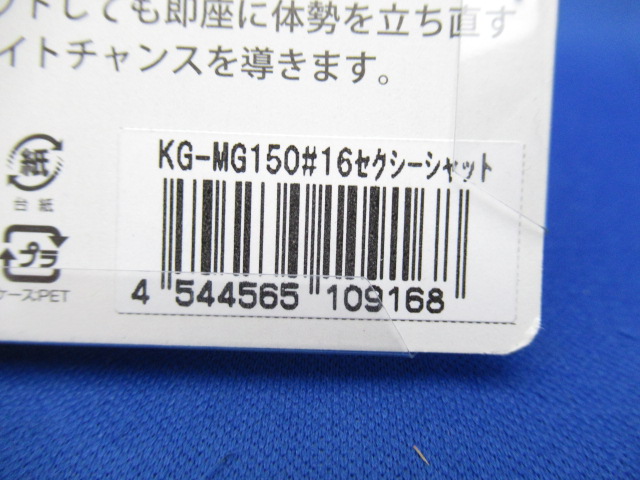 ットしても即座に体勢を立ち直す
イトチャンスを導きます。
KG-MG150#16セクシーシャット
紙
台紙
プラ
ケース:PET
4 544565 109168